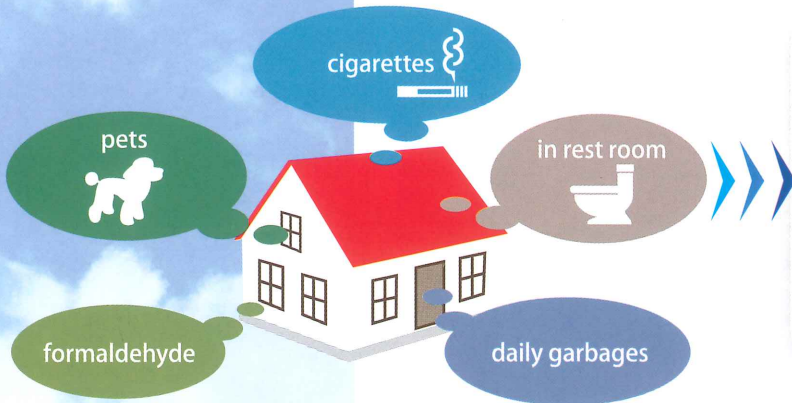 cigarettes
pets
in rest room
formaldehyde
daily garbages